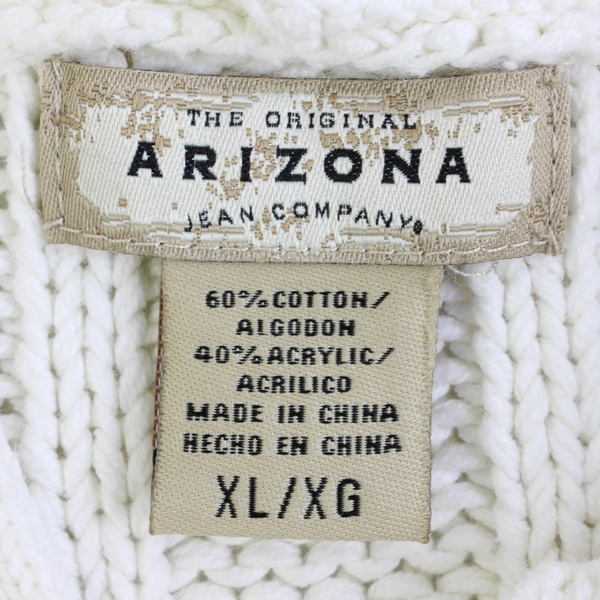 THE ORIGINAL
ARIZONA
JEAN COMPANY®
60% COTTON/
ALGODON
40% ACRYLIC/
ACRILICO
MADE IN CHINA
HECHO EN CHINA
XL/XG